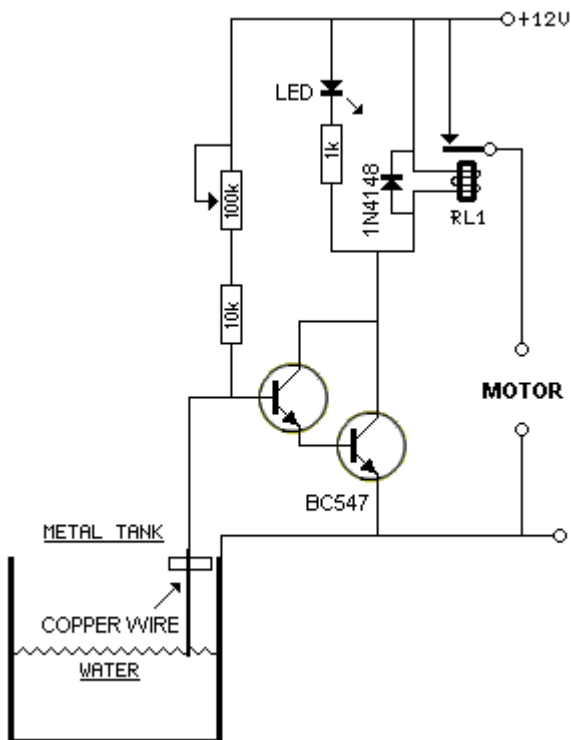 +12V
LED
1k
1N4148
RL1
100k
10k
MOTOR
BC547
METAL TANK
COPPER WIRE
WATER